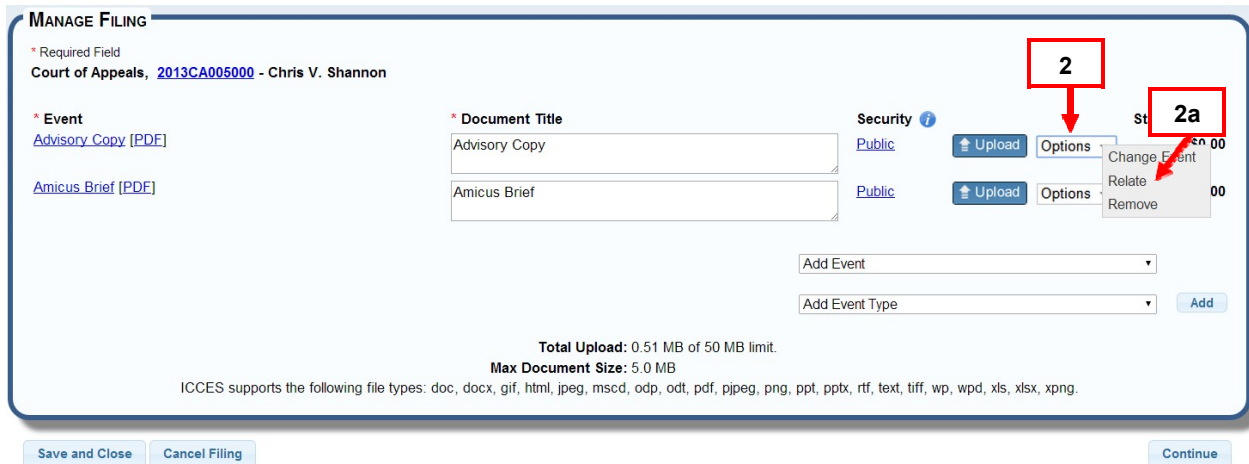 MANAGE FILING
* Required Field
Court of Appeals, 2013CA005000 - Chris V. Shannon
2
2a
* Event * Document Title Security i St
Advisory Copy [PDF] Advisory Copy Public Upload Options $0.00
Change Event
Relate
Remove
Amicus Brief [PDF] Amicus Brief Public Upload Options 00
Add Event
Add Event Type Add
Total Upload: 0.51 MB of 50 MB limit.
Max Document Size: 5.0 MB
ICCES supports the following file types: doc, docx, gif, html, jpeg, mscd, odp, odt, pdf, pjpeg, png, ppt, pptx, rtf, text, tiff, wp, wpd, xls, xlsx, xpng.
Save and Close Cancel Filing Continue